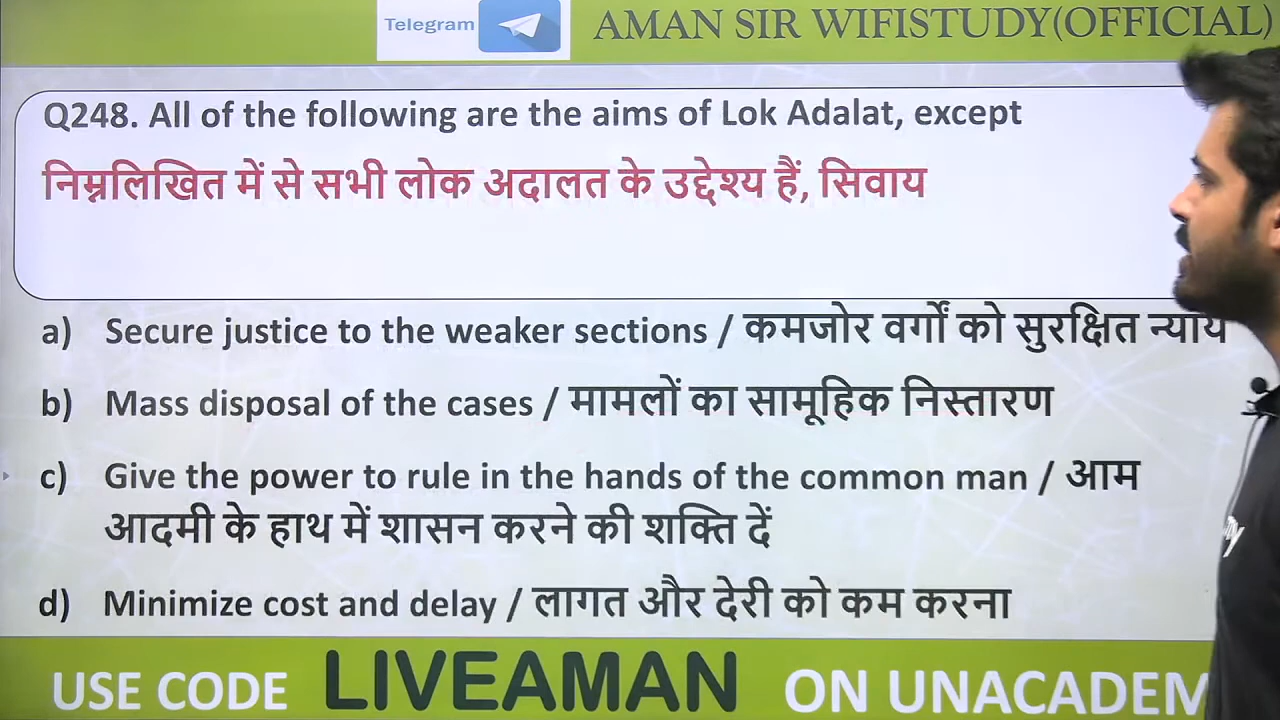 Telegram
AMAN SIR WIFISTUDY(OFFICIAL)
Q248. All of the following are the aims of Lok Adalat, except
निम्नलिखित में से सभी लोक अदालत के उद्देश्य हैं, सिवाय
a) Secure justice to the weaker sections / कमजोर वर्गों को सुरक्षित न्याय
b) Mass disposal of the cases / मामलों का सामूहिक निस्तारण
c) Give the power to rule in the hands of the common man / आम
आदमी के हाथ में शासन करने की शक्ति दें
d) Minimize cost and delay / लागत और देरी को कम करना
USE CODE LIVEAMAN ON UNACADEM